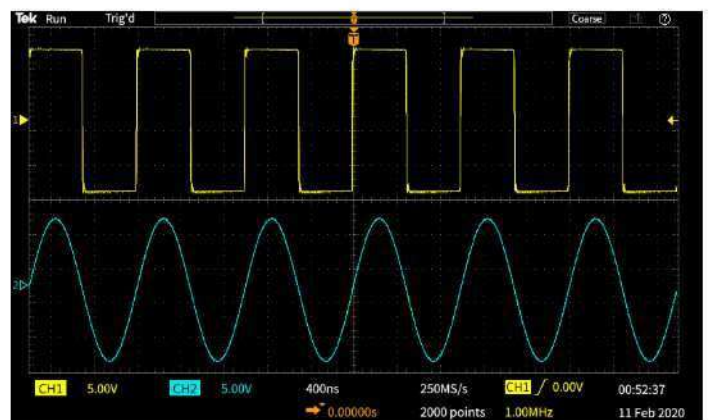 Tek Run Trig'd Coarse
T
1
2
CH1 5.00V CH2 5.00V 400ns 250MS/s CH1 0.00V 00:52:37
0.00000s 2000 points 1.00MHz 11 Feb 2020